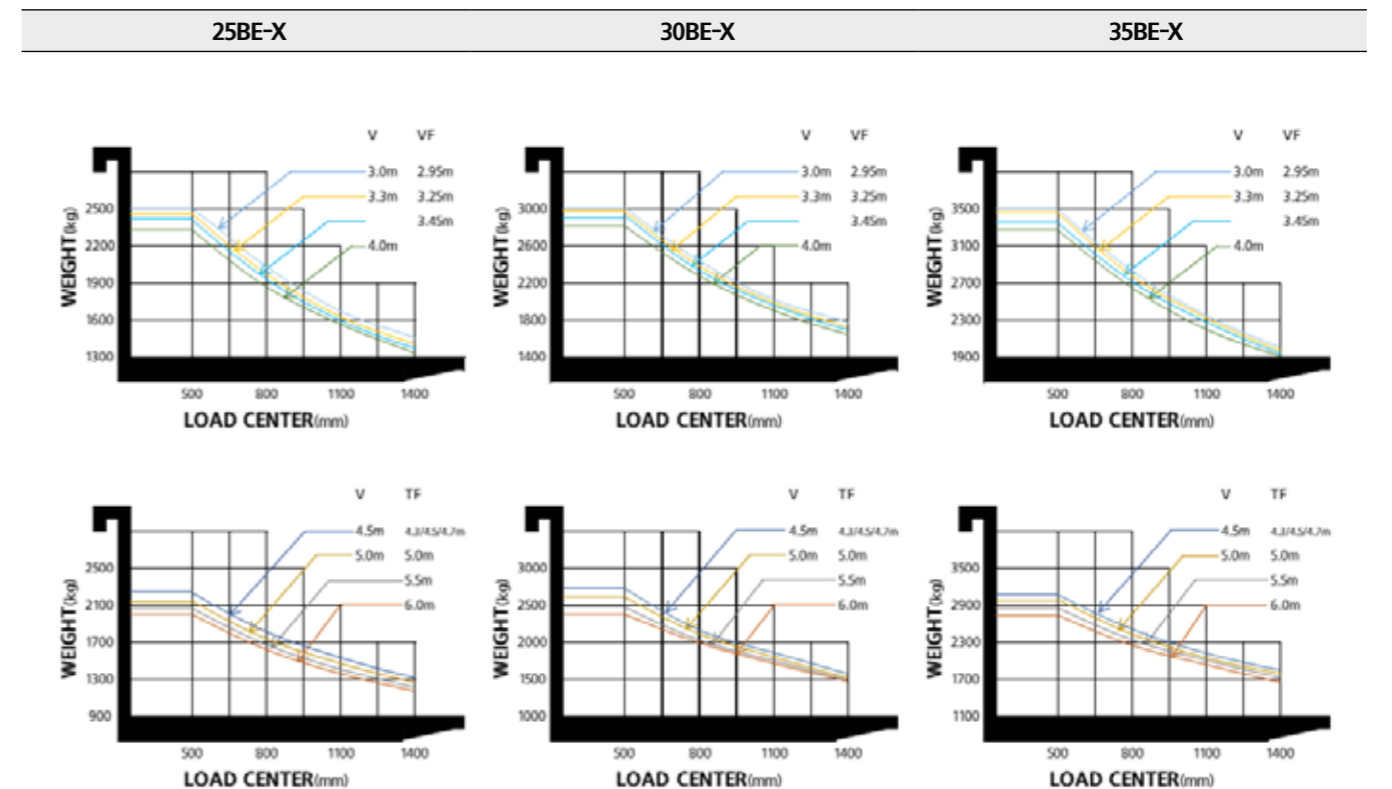 25BE-X 30BE-X 35BE-X
V VF
3.0m 2.95m
3.3m 3.25m
3.45m
4.0m
WEIGHT(kg)
2500
2200
1900
1600
1300
500 800 1100 1400
LOAD CENTER(mm)
V VF
3.0m 2.95m
3.3m 3.25m
3.45m
4.0m
WEIGHT(kg)
3000
2600
2200
1800
1400
500 800 1100 1400
LOAD CENTER(mm)
V VF
3.0m 2.95m
3.3m 3.25m
3.45m
4.0m
WEIGHT(kg)
3500
3100
2700
2300
1900
500 800 1100 1400
LOAD CENTER(mm)
V TF
4.5m 4.3/4.5/4.7m
5.0m 5.0m
5.5m
6.0m
WEIGHT(kg)
2500
2100
1700
1300
900
500 800 1100 1400
LOAD CENTER(mm)
V TF
4.5m 4.3/4.5/4.7m
5.0m 5.0m
5.5m
6.0m
WEIGHT(kg)
3000
2500
2000
1500
1000
500 800 1100 1400
LOAD CENTER(mm)
V TF
4.5m 4.3/4.5/4.7m
5.0m 5.0m
5.5m
6.0m
WEIGHT(kg)
3500
2900
2300
1700
1100
500 800 1100 1400
LOAD CENTER(mm)